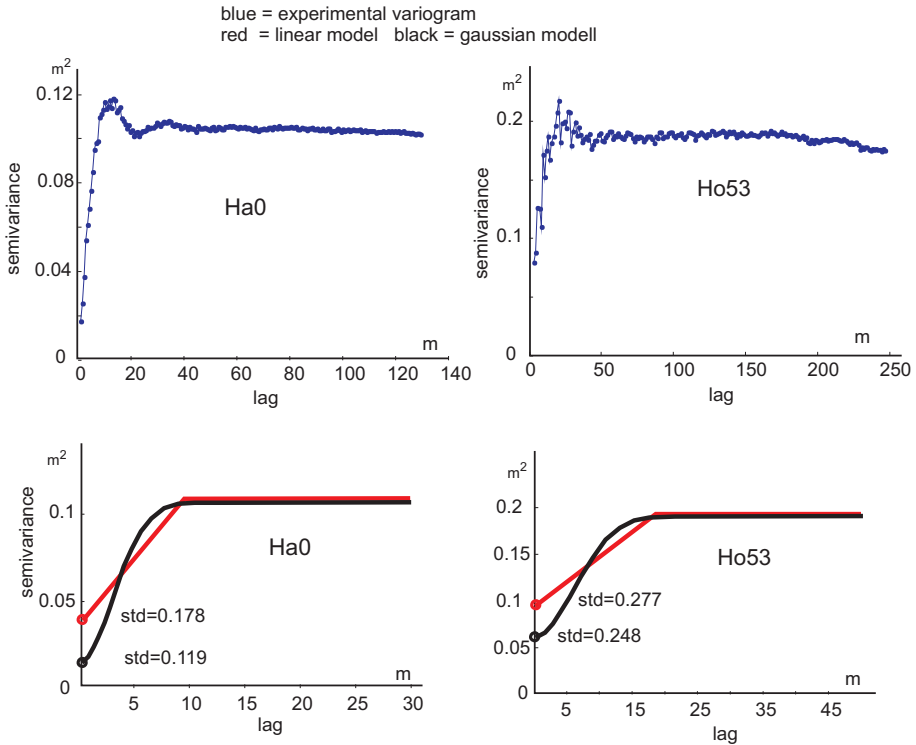 blue = experimental variogram
red = linear model black = gaussian modell
m²
0.12
0.08
0.04
0
semivariance
Ha0
m
0 20 40 60 80 100 120 140
lag
m²
0.2
0.1
0
semivariance
Ho53
m
0 50 100 150 200 250
lag
m²
0.1
0.05
0
semivariance
Ha0
std=0.178
std=0.119
m
5 10 15 20 25 30
lag
m²
0.2
0.15
0.1
0.05
0
Ho53
std=0.277
std=0.248
m
5 15 25 35 45
lag